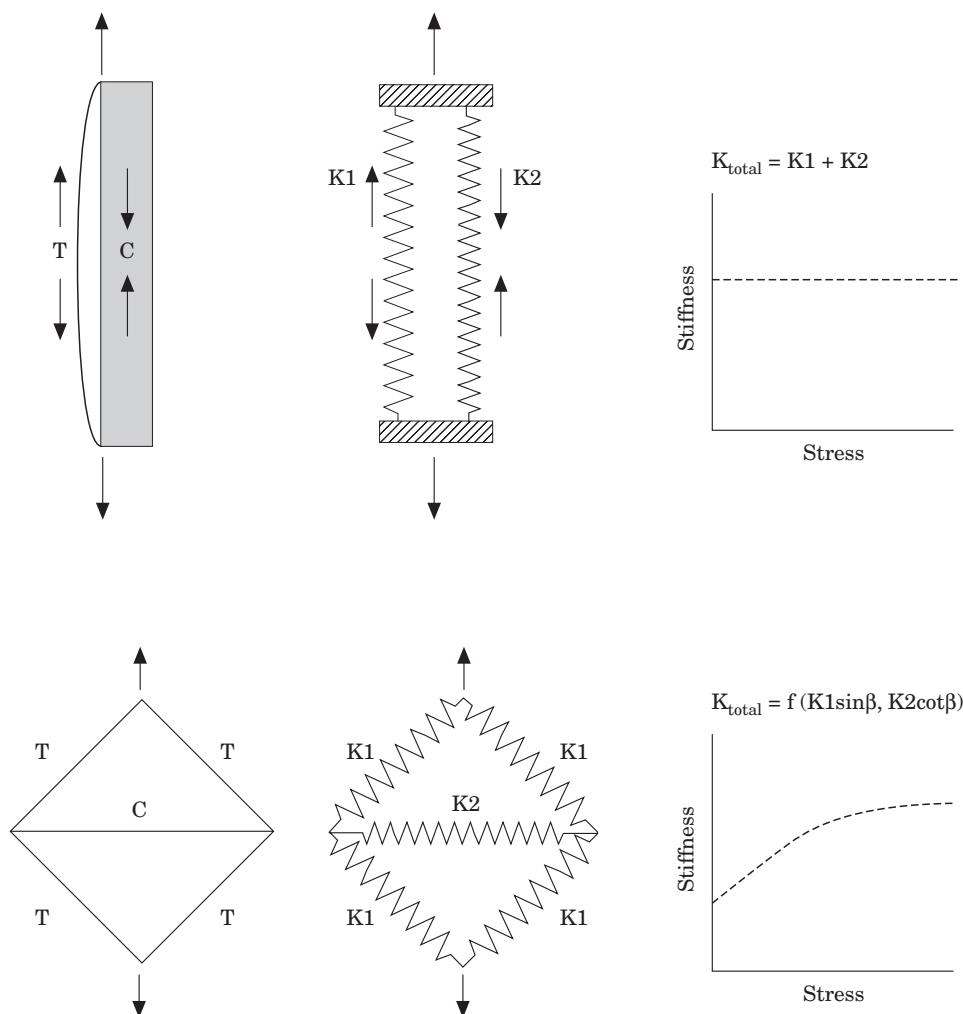 K1
K2
T
C
K_total = K1 + K2
Stiffness
Stress
T
T
C
T
T
K1
K1
K2
K1
K1
K_total = f (K1sinβ, K2cotβ)
Stiffness
Stress